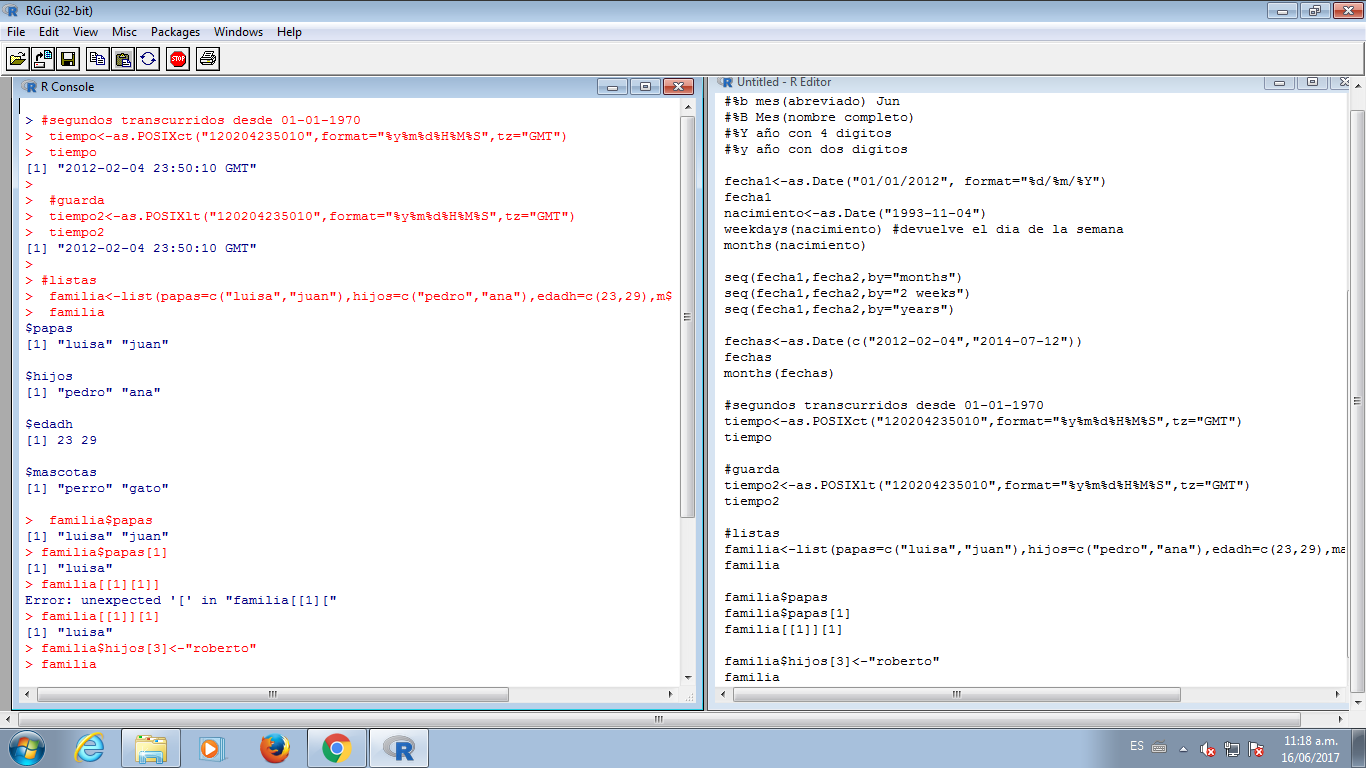 RGui (32-bit)
File Edit View Misc Packages Windows Help
STOP
R Console
> #segundos transcurridos desde 01-01-1970
>  tiempo<-as.POSIXct("120204235010",format="%y%m%d%H%M%S",tz="GMT")
>  tiempo
[1] "2012-02-04 23:50:10 GMT"
>
>  #guarda
>  tiempo2<-as.POSIXlt("120204235010",format="%y%m%d%H%M%S",tz="GMT")
>  tiempo2
[1] "2012-02-04 23:50:10 GMT"
>
> #listas
>  familia<-list(papas=c("luisa","juan"),hijos=c("pedro","ana"),edadh=c(23,29),m$
>  familia
$papas
[1] "luisa" "juan"
$hijos
[1] "pedro" "ana"
$edadh
[1] 23 29
$mascotas
[1] "perro" "gato"
>  familia$papas
[1] "luisa" "juan"
> familia$papas[1]
[1] "luisa"
> familia[[1][1]]
Error: unexpected '[' in "familia[[1]["
> familia[[1]][1]
[1] "luisa"
> familia$hijos[3]<-"roberto"
> familia
Untitled - R Editor
#%b mes(abreviado) Jun
#%B Mes(nombre completo)
#%Y año con 4 digitos
#%y año con dos digitos
fecha1<-as.Date("01/01/2012", format="%d/%m/%Y")
fecha1
nacimiento<-as.Date("1993-11-04")
weekdays(nacimiento) #devuelve el dia de la semana
months(nacimiento)
seq(fecha1,fecha2,by="months")
seq(fecha1,fecha2,by="2 weeks")
seq(fecha1,fecha2,by="years")
fechas<-as.Date(c("2012-02-04","2014-07-12"))
fechas
months(fechas)
#segundos transcurridos desde 01-01-1970
tiempo<-as.POSIXct("120204235010",format="%y%m%d%H%M%S",tz="GMT")
tiempo
#guarda
tiempo2<-as.POSIXlt("120204235010",format="%y%m%d%H%M%S",tz="GMT")
tiempo2
#listas
familia<-list(papas=c("luisa","juan"),hijos=c("pedro","ana"),edadh=c(23,29),ma
familia
familia$papas
familia$papas[1]
familia[[1]][1]
familia$hijos[3]<-"roberto"
familia
ES
11:18 a.m.
16/06/2017